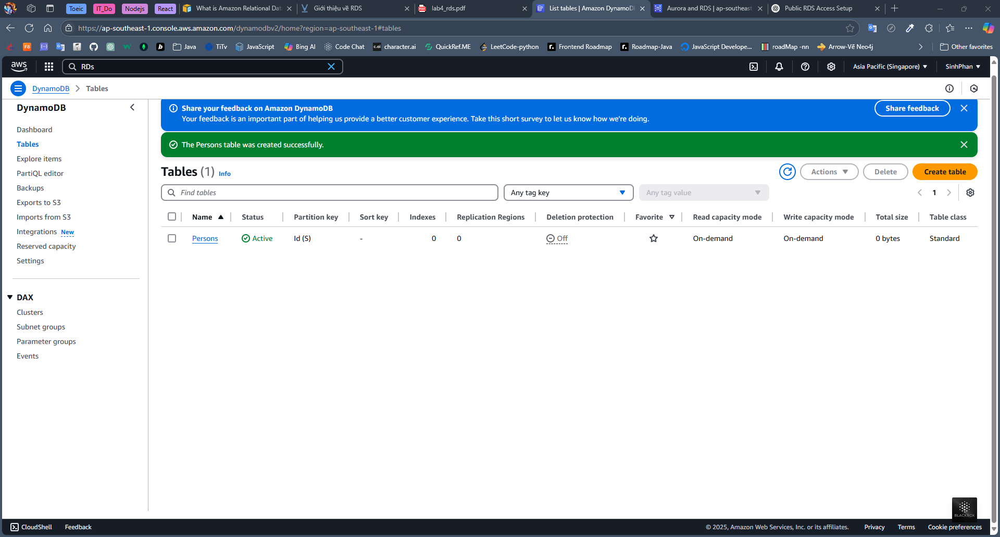 Toic
IT_Do
Nodejs
React
What is Amazon Relational Dat
Giới thiệu về RDS
lab4_rds.pdf
List tables | Amazon DynamoDB
Aurora and RDS | ap-southeast
Public RDS Access Setup
https://ap-southeast-1.console.aws.amazon.com/dynamodbv2/home?region=ap-southeast-1#tables
F8
Java
TiTv
JavaScript
Bing AI
Code Chat
c.ai
character.ai
QuickRef.ME
LeetCode-python
Frontend Roadmap
Roadmap-Java
JavaScript Develope...
roadMap -nn
Arrow-Vẽ Neo4j
Other favorites
aws
RDs
Asia Pacific (Singapore)
SinhPhan
DynamoDB
Tables
DynamoDB
Dashboard
Tables
Explore items
PartiQL editor
Backups
Exports to S3
Imports from S3
Integrations New
Reserved capacity
Settings
DAX
Clusters
Subnet groups
Parameter groups
Events
Share your feedback on Amazon DynamoDB
Your feedback is an important part of helping us provide a better customer experience. Take this short survey to let us know how we're doing.
Share feedback
The Persons table was created successfully.
Tables (1) Info
Actions
Delete
Create table
Find tables
Any tag key
Any tag value
1
Name Status Partition key Sort key Indexes Replication Regions Deletion protection Favorite Read capacity mode Write capacity mode Total size Table class
Persons Active Id (S) - 0 0 Off On-demand On-demand 0 bytes Standard
BLACKBOX
CloudShell
Feedback
© 2025, Amazon Web Services, Inc. or its affiliates.
Privacy
Terms
Cookie preferences